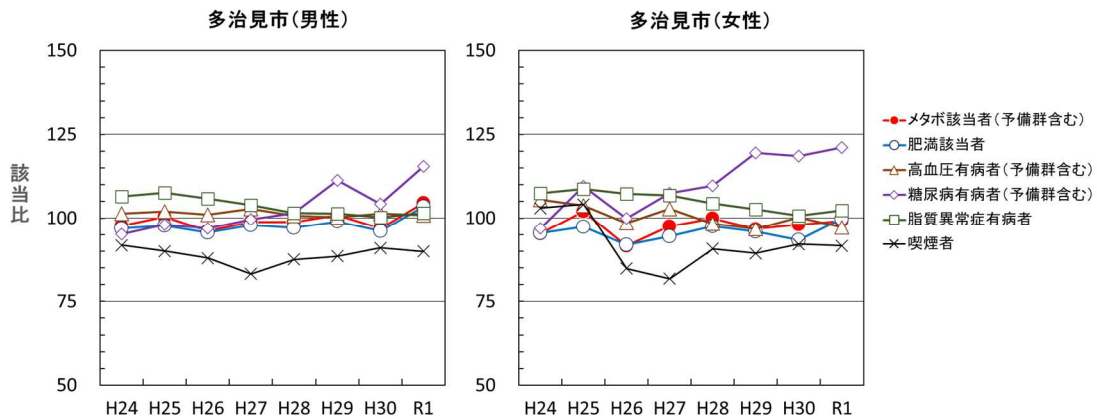 多治見市(男性)
150
125
100
75
50
該当比
H24 H25 H26 H27 H28 H29 H30 R1
多治見市(女性)
150
125
100
75
50
H24 H25 H26 H27 H28 H29 H30 R1
メタボ該当者(予備群含む)
肥満該当者
高血圧有病者(予備群含む)
糖尿病有病者(予備群含む)
脂質異常症有病者
喫煙者